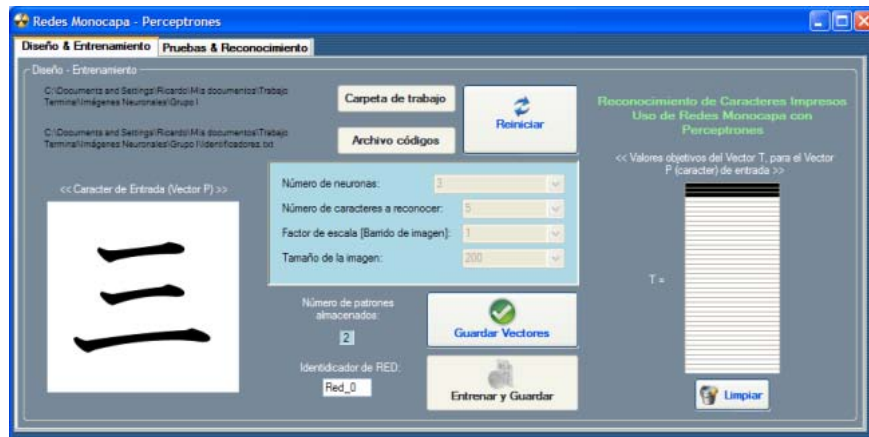 Redes Monocapa - Perceptrones
Diseño & Entrenamiento
Pruebas & Reconocimiento
Diseño - Entrenamiento
C:\Documents and Settings\Ricardo\Mis documentos\Trabajo
Terminal\Imágenes Neuronales\Grupo I
Carpeta de trabajo
C:\Documents and Settings\Ricardo\Mis documentos\Trabajo
Terminal\Imágenes Neuronales\Grupo I\Identificadores.txt
Archivo códigos
Reiniciar
Reconocimiento de Caracteres Impresos
Uso de Redes Monocapa con
Perceptrones
<< Caracter de Entrada (Vector P) >>
三
Número de neuronas: 3
Número de caracteres a reconocer: 5
Factor de escala [Barrido de imagen]: 1
Tamaño de la imagen: 200
<< Valores objetivos del Vector T, para el Vector
P (caracter) de entrada >>
T =
Número de patrones
almacenados:
2
Guardar Vectores
Identidicador de RED:
Red_0
Entrenar y Guardar
Limpiar